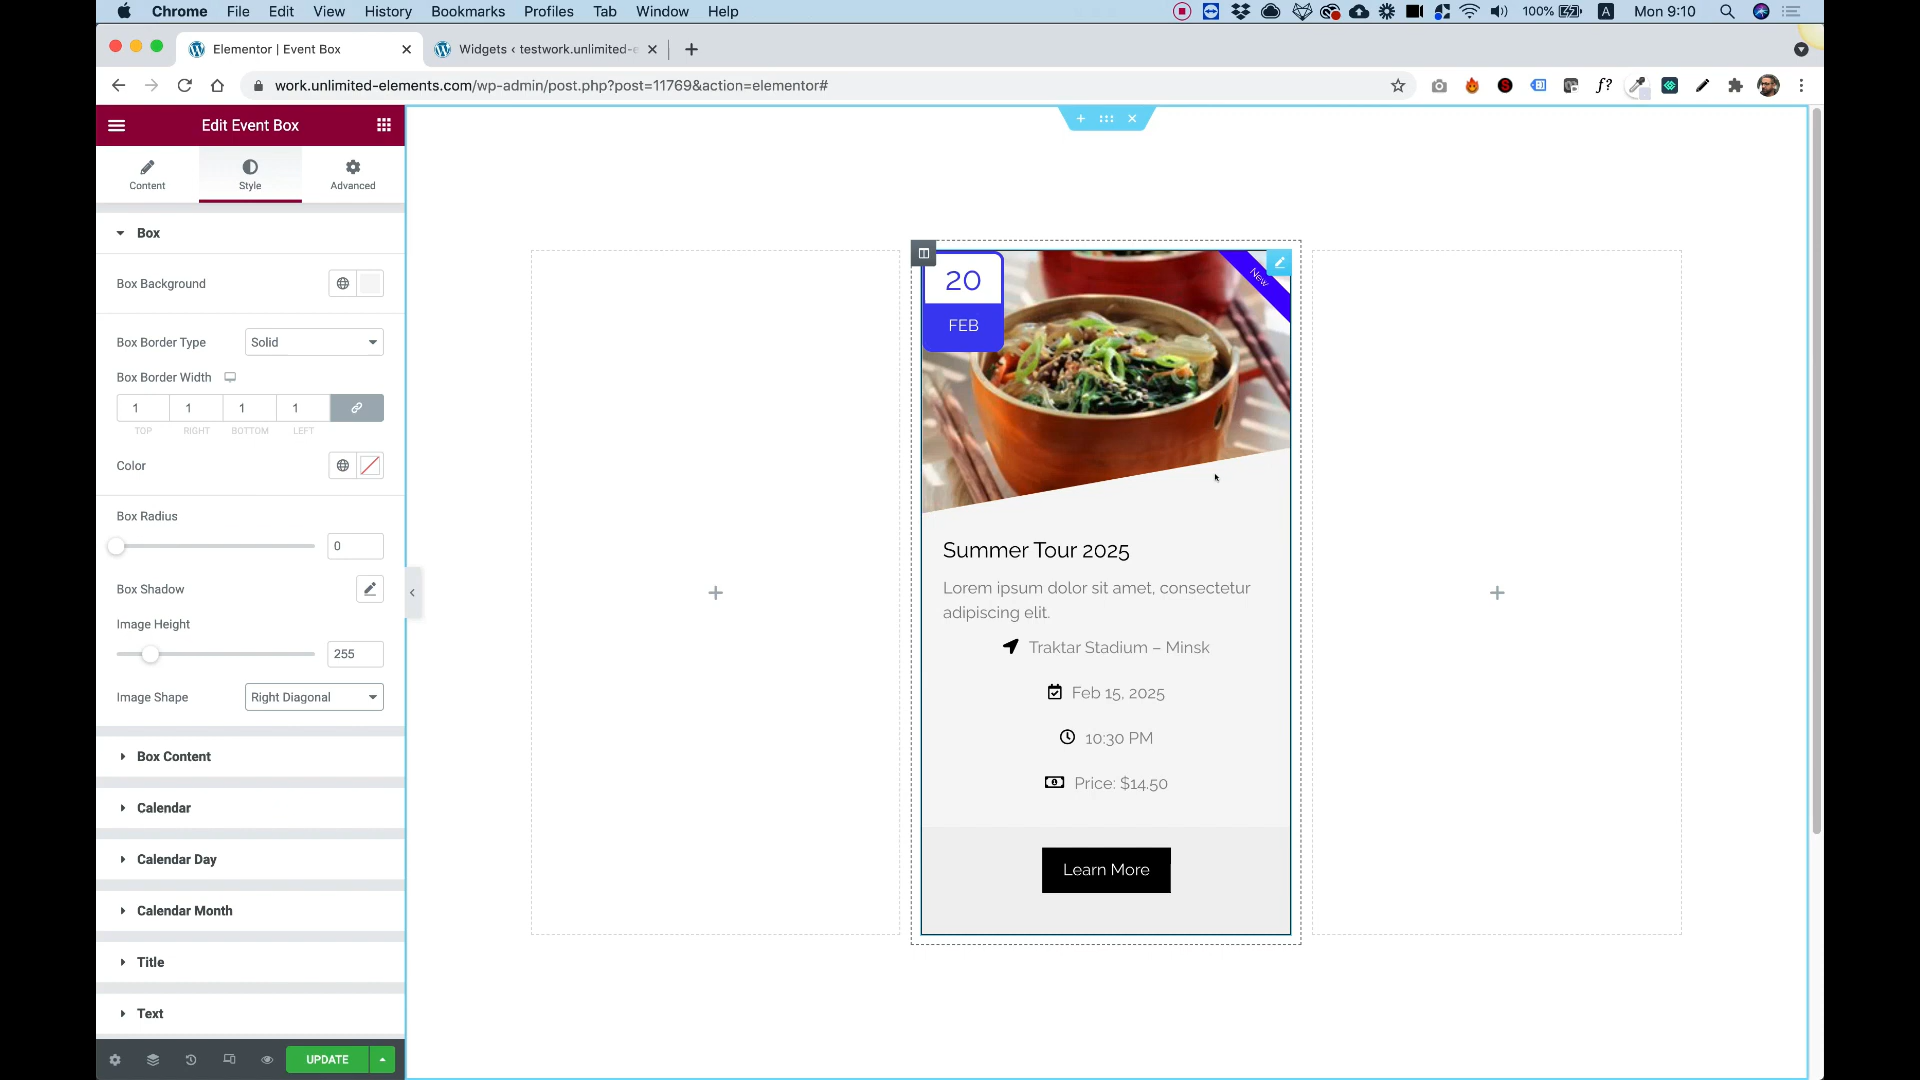 Chrome File Edit View History Bookmarks Profiles Tab Window Help 100% A Mon 9:10
Elementor | Event Box
Widgets ‹ testwork.unlimited-e
work.unlimited-elements.com/wp-admin/post.php?post=11769&action=elementor#
f?
Edit Event Box
Content
Style
Advanced
Box
Box Background
Box Border Type
Solid
Box Border Width
1 1 1 1
TOP RIGHT BOTTOM LEFT
Color
Box Radius
0
Box Shadow
Image Height
255
Image Shape
Right Diagonal
Box Content
Calendar
Calendar Day
Calendar Month
Title
Text
UPDATE
20
FEB
New
Summer Tour 2025
Lorem ipsum dolor sit amet, consectetur
adipiscing elit.
Traktar Stadium – Minsk
Feb 15, 2025
10:30 PM
Price: $14.50
Learn More